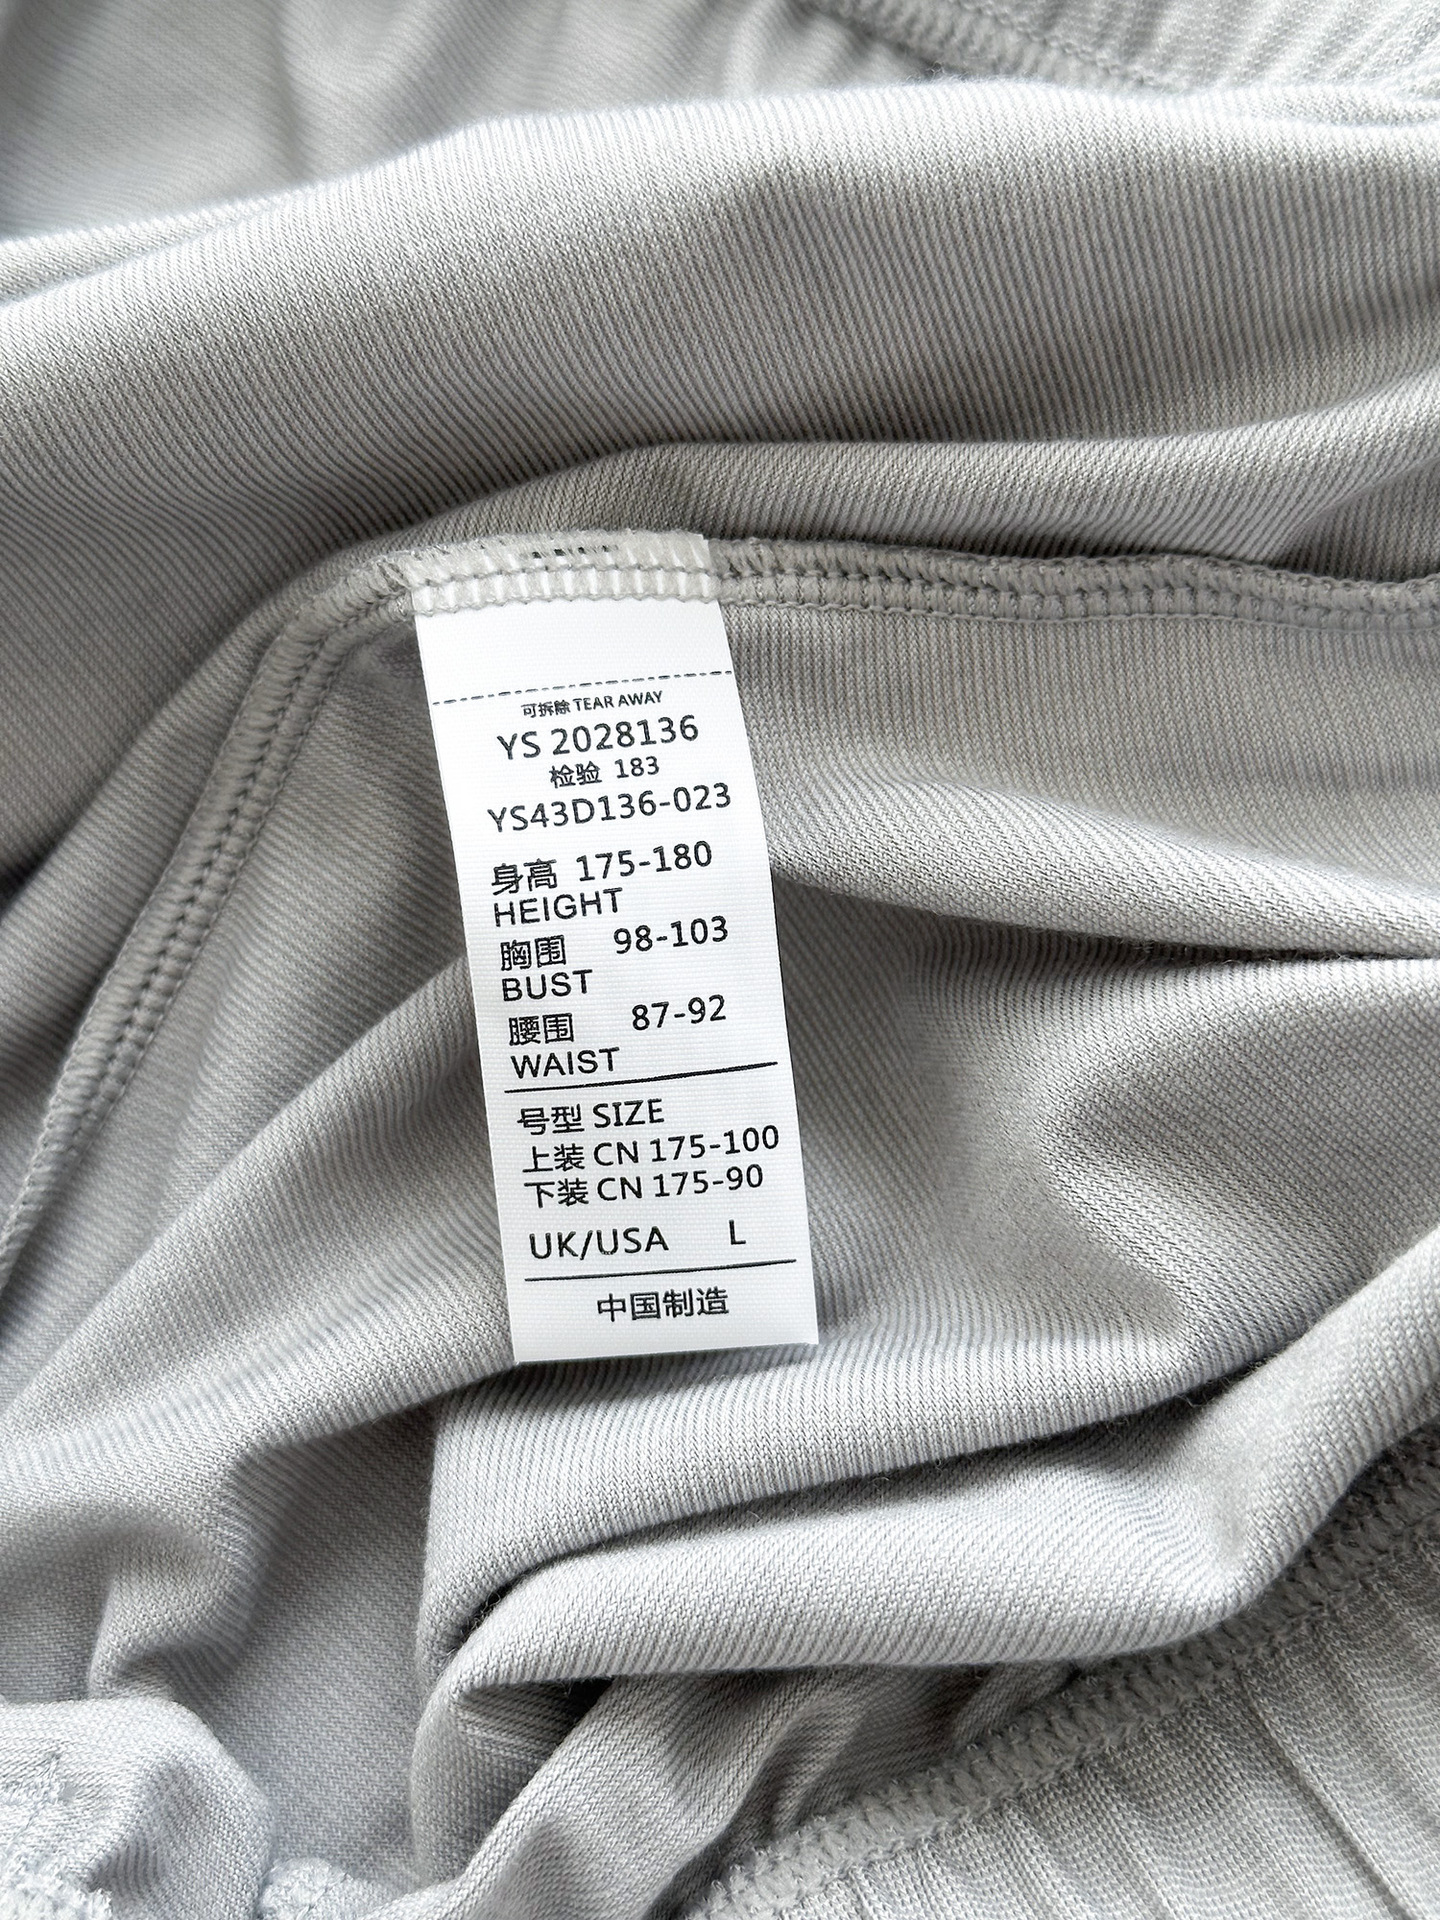 可拆除 TEAR AWAY
YS 2028136
检验 183
YS43D136-023
身高 175-180
HEIGHT
胸围 98-103
BUST
腰围 87-92
WAIST
号型 SIZE
上装 CN 175-100
下装 CN 175-90
UK/USA L
中国制造